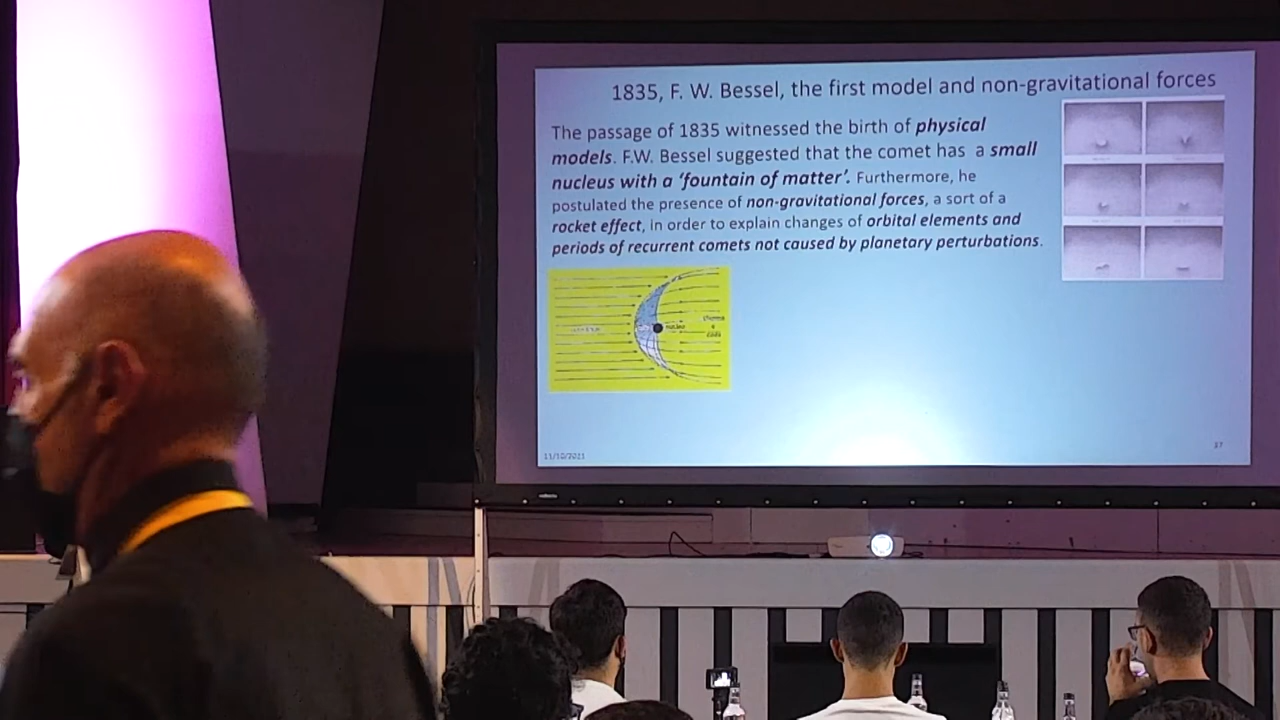 1835, F. W. Bessel, the first model and non-gravitational forces
The passage of 1835 witnessed the birth of physical
models. F.W. Bessel suggested that the comet has a small
nucleus with a ‘fountain of matter’. Furthermore, he
postulated the presence of non-gravitational forces, a sort of a
rocket effect, in order to explain changes of orbital elements and
periods of recurrent comets not caused by planetary perturbations.
nucleo
11/10/2021
37